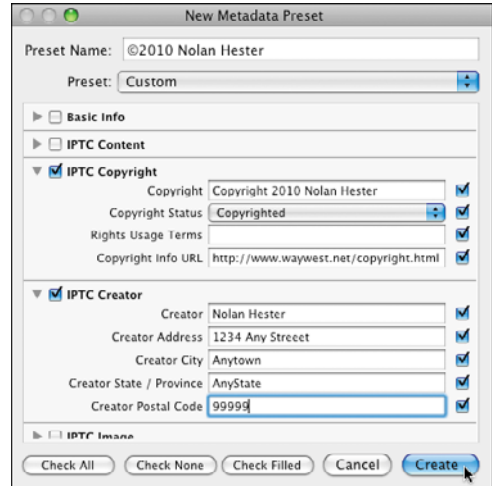 New Metadata Preset
Preset Name: ©2010 Nolan Hester
Preset: Custom
Basic Info
IPTC Content
IPTC Copyright
Copyright Copyright 2010 Nolan Hester
Copyright Status Copyrighted
Rights Usage Terms
Copyright Info URL http://www.waywest.net/copyright.html
IPTC Creator
Creator Nolan Hester
Creator Address 1234 Any Streeet
Creator City Anytown
Creator State / Province AnyState
Creator Postal Code 99999
IPTC Image
Check All Check None Check Filled Cancel Create